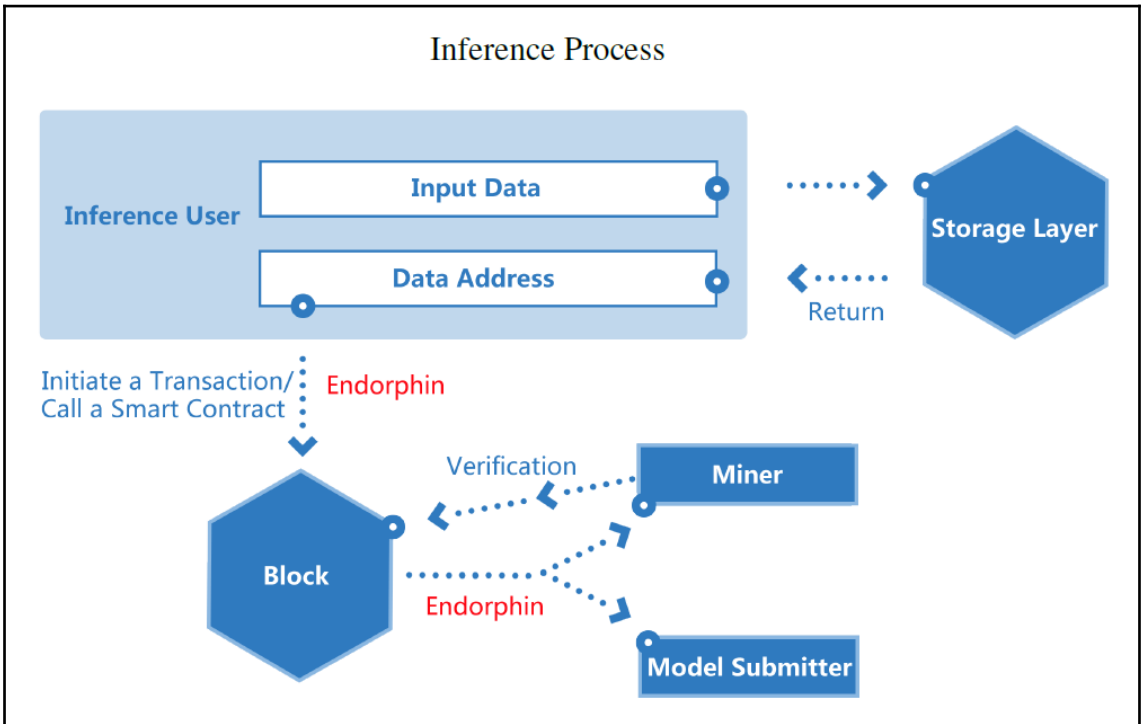 Inference Process
Input Data
Inference User
Storage Layer
Data Address
Return
Initiate a Transaction/
Call a Smart Contract
Endorphin
Verification
Miner
Block
Endorphin
Model Submitter